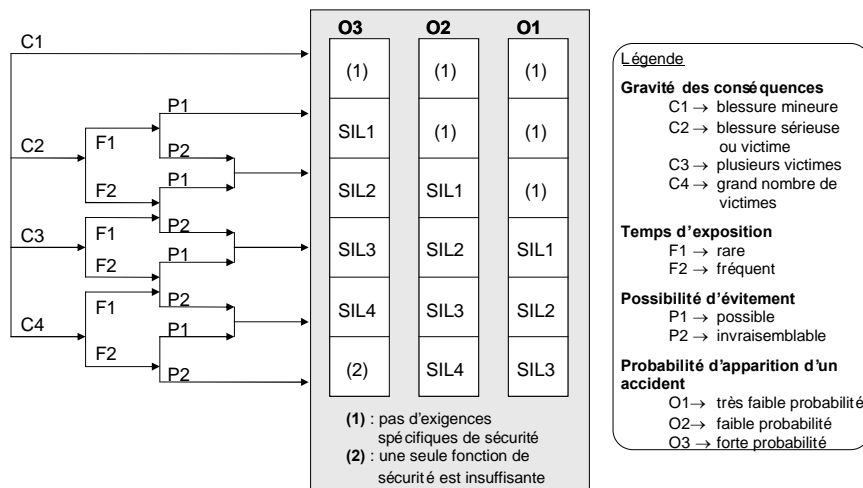 O3 O2 O1
C1
(1) (1) (1)
P1
SIL1 (1) (1)
F1
C2
P2
SIL2 SIL1 (1)
F2
P1
P2
C3
F1
SIL3 SIL2 SIL1
F2
P1
P2
F1
SIL4 SIL3 SIL2
C4
P1
F2
P2
(2) SIL4 SIL3
(1) : pas d'exigences
spécifiques de sécurité
(2) : une seule fonction de
sécurité est insuffisante
Légende
Gravité des conséquences
C1 → blessure mineure
C2 → blessure sérieuse
ou victime
C3 → plusieurs victimes
C4 → grand nombre de
victimes
Temps d’exposition
F1 → rare
F2 → fréquent
Possibilité d’évitement
P1 → possible
P2 → invraisemblable
Probabilité d’apparition d’un
accident
O1→ très faible probabilité
O2→ faible probabilité
O3 → forte probabilité